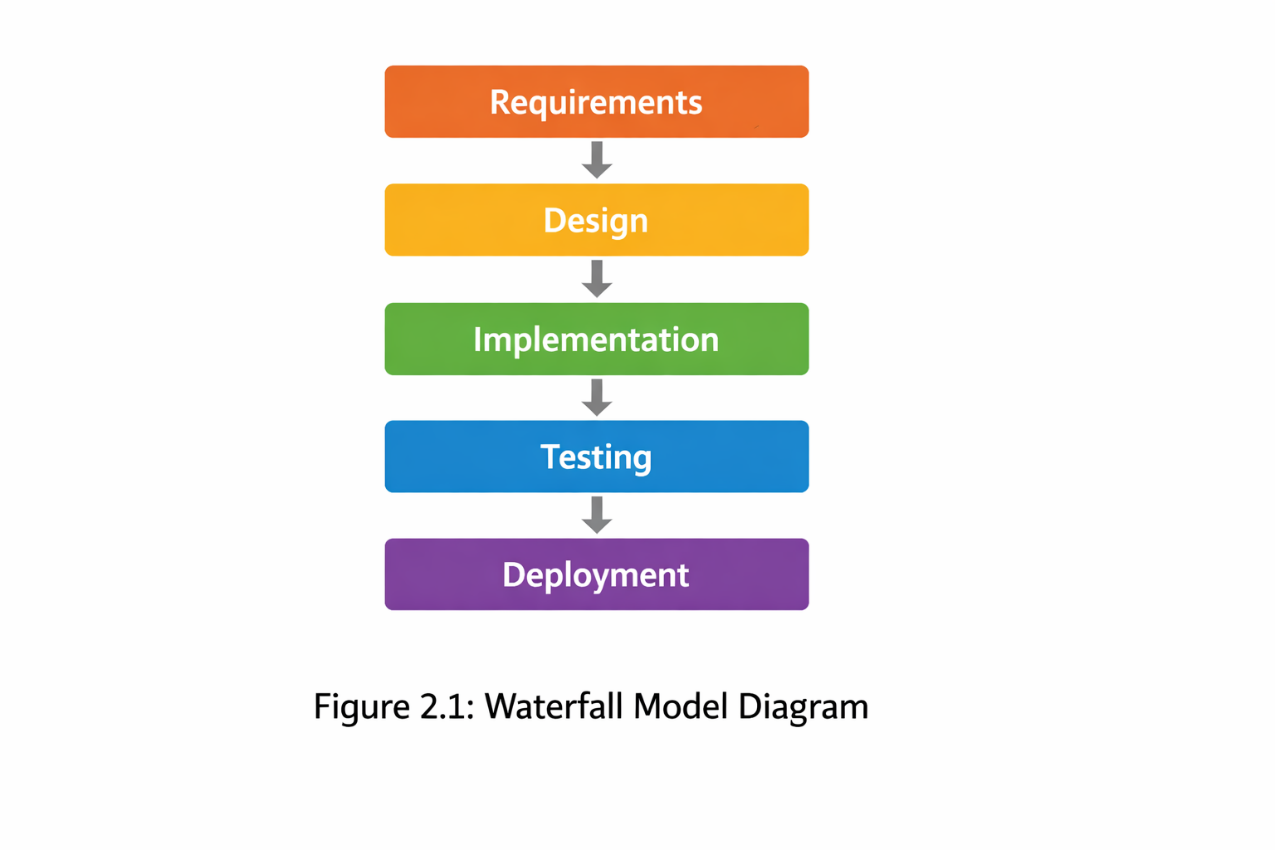 Requirements
Design
Implementation
Testing
Deployment
Figure 2.1: Waterfall Model Diagram